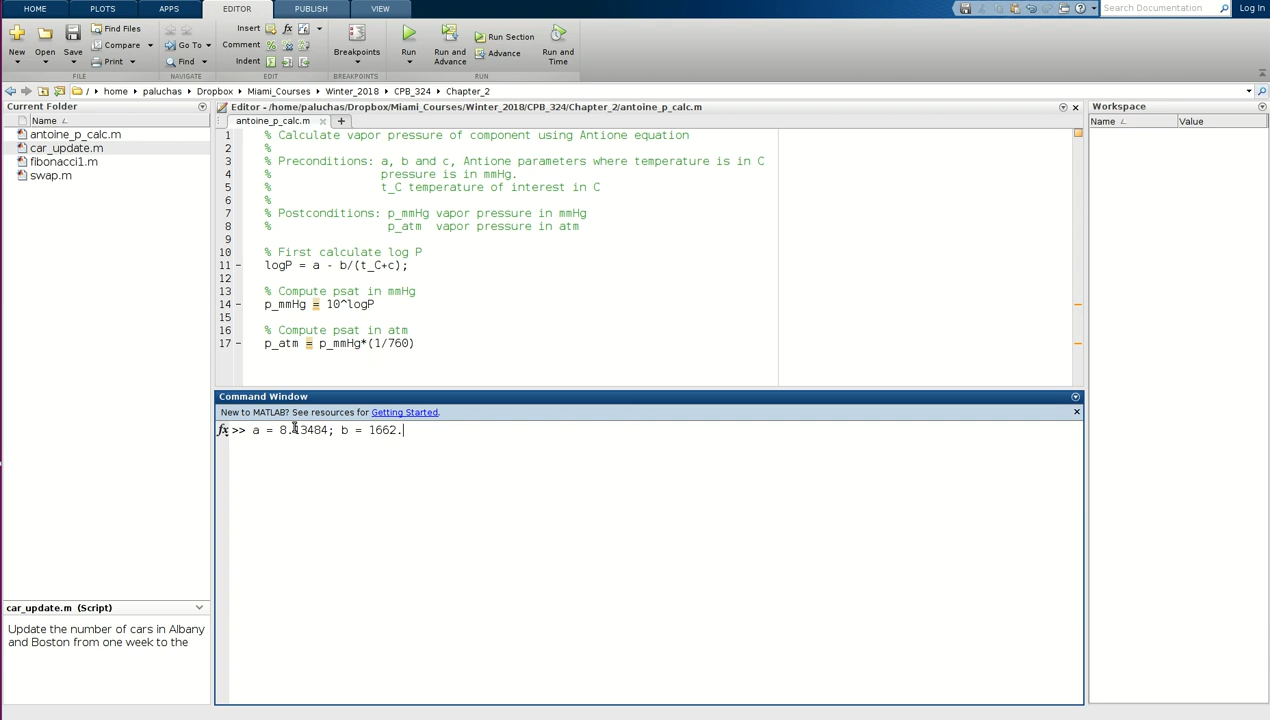 HOME PLOTS APPS EDITOR PUBLISH VIEW Search Documentation Log In
New Open Save Find Files Compare Print Go To Find Insert Comment Indent Breakpoints Run Run and Advance Run Section Advance Run and Time
FILE NAVIGATE EDIT BREAKPOINTS RUN
/ home paluchas Dropbox Miami_Courses Winter_2018 CPB_324 Chapter_2
Current Folder
Name
antoine_p_calc.m
car_update.m
fibonacci1.m
swap.m
car_update.m (Script)
Update the number of cars in Albany
and Boston from one week to the
Editor - /home/paluchas/Dropbox/Miami_Courses/Winter_2018/CPB_324/Chapter_2/antoine_p_calc.m
antoine_p_calc.m
1 % Calculate vapor pressure of component using Antione equation
2 %
3 % Preconditions: a, b and c, Antione parameters where temperature is in C
4 % pressure is in mmHg.
5 % t_C temperature of interest in C
6 %
7 % Postconditions: p_mmHg vapor pressure in mmHg
8 % p_atm vapor pressure in atm
9
10 % First calculate log P
11 logP = a - b/(t_C+c);
12
13 % Compute psat in mmHg
14 p_mmHg = 10^logP
15
16 % Compute psat in atm
17 p_atm = p_mmHg*(1/760)
Command Window
New to MATLAB? See resources for Getting Started.
fx >> a = 8.13484; b = 1662.
Workspace
Name Value